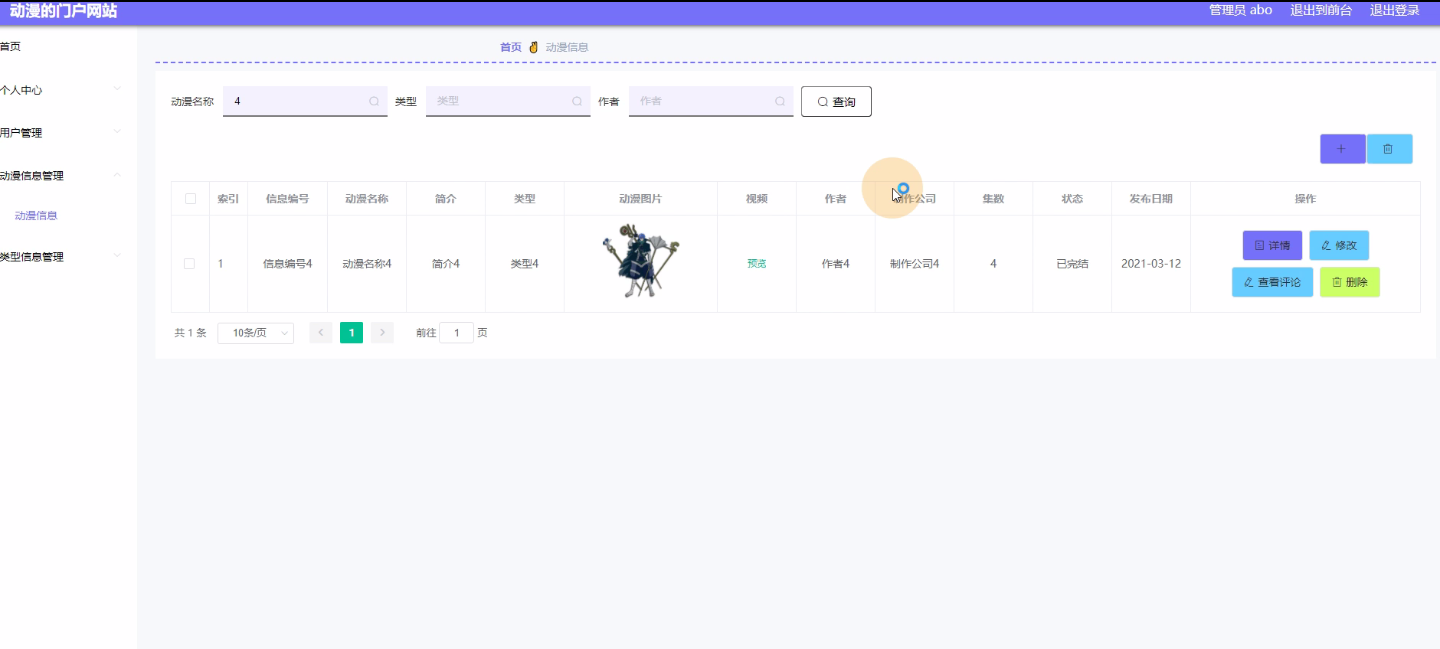 动漫的门户网站
管理员 abo 退出到前台 退出登录
首页
首页 动漫信息
个人中心
用户管理
动漫信息管理
动漫信息
类型信息管理
动漫名称 4 类型 类型 作者 作者 查询
索引 信息编号 动漫名称 简介 类型 动漫图片 视频 作者 制作公司 集数 状态 发布日期 操作
1 信息编号4 动漫名称4 简介4 类型4 预览 作者4 制作公司4 4 已完结 2021-03-12
详情 修改
查看评论 删除
共 1 条 10条/页 1 前往 1 页